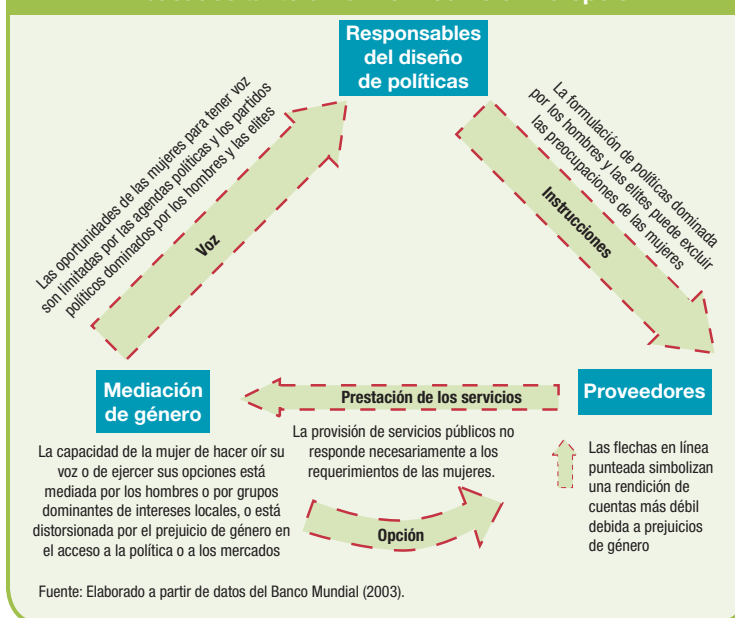 Responsables
del diseño
de políticas
Las oportunidades de las mujeres para tener voz
son limitadas por las agendas políticas y los partidos
políticos dominados por los hombres y las elites
Voz
La formulación de políticas dominada
por los hombres y las elites puede excluir
las preocupaciones de las mujeres
Instrucciones
Mediación
de género
Prestación de los servicios
Proveedores
La capacidad de la mujer de hacer oír su
voz o de ejercer sus opciones está
mediada por los hombres o por grupos
dominantes de intereses locales, o está
distorsionada por el prejuicio de género en
el acceso a la política o a los mercados
La provisión de servicios públicos no
responde necesariamente a los
requerimientos de las mujeres.
Opción
Las flechas en línea
punteada simbolizan
una rendición de
cuentas más débil
debida a prejuicios
de género
Fuente: Elaborado a partir de datos del Banco Mundial (2003).